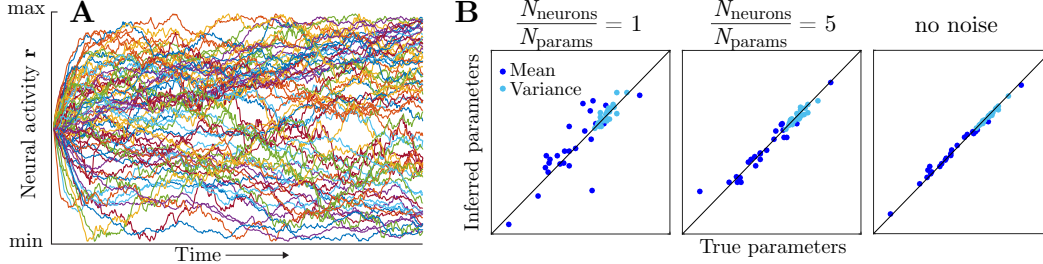 A
max
Neural activity r
min
Time
B
N_neurons / N_params = 1
N_neurons / N_params = 5
no noise
Mean
Variance
Inferred parameters
True parameters